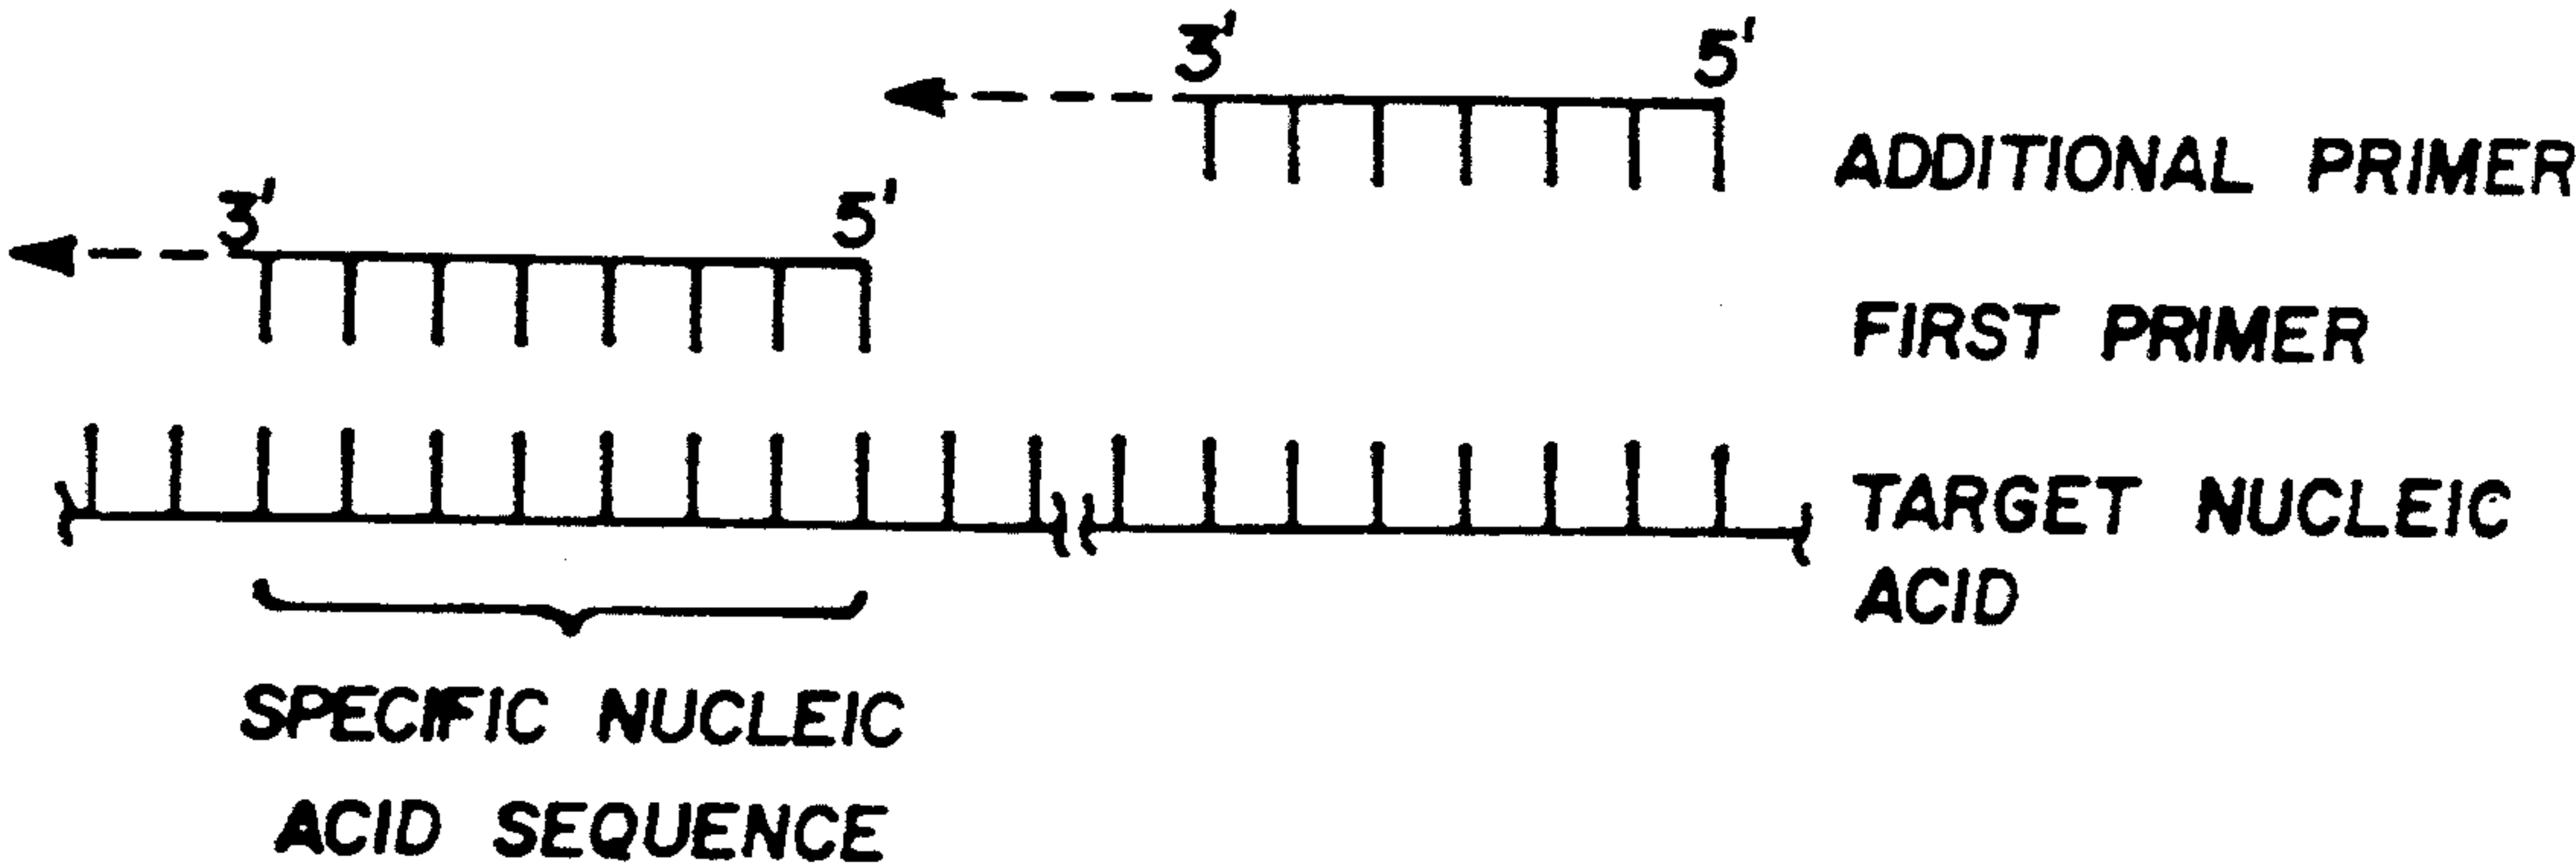 3' 5'
ADDITIONAL PRIMER
3' 5'
FIRST PRIMER
TARGET NUCLEIC
ACID
SPECIFIC NUCLEIC
ACID SEQUENCE